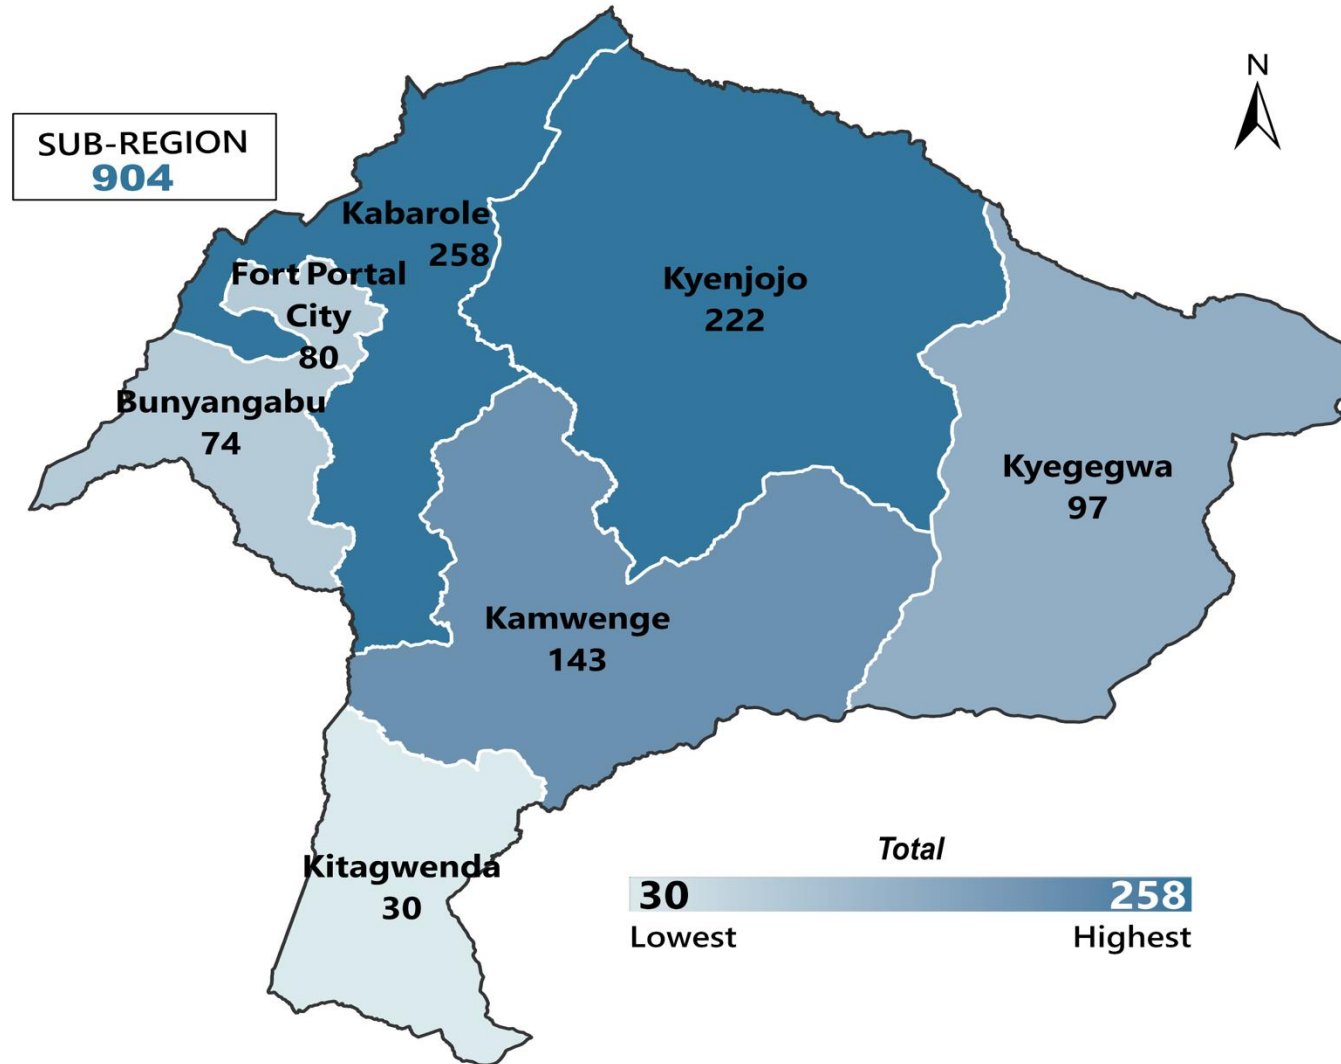 N
SUB-REGION
904
Kabarole
258
Fort Portal
City
80
Kyenjojo
222
Bunyangabu
74
Kyegegwa
97
Kamwenge
143
Kitagwenda
30
Total
30 258
Lowest Highest